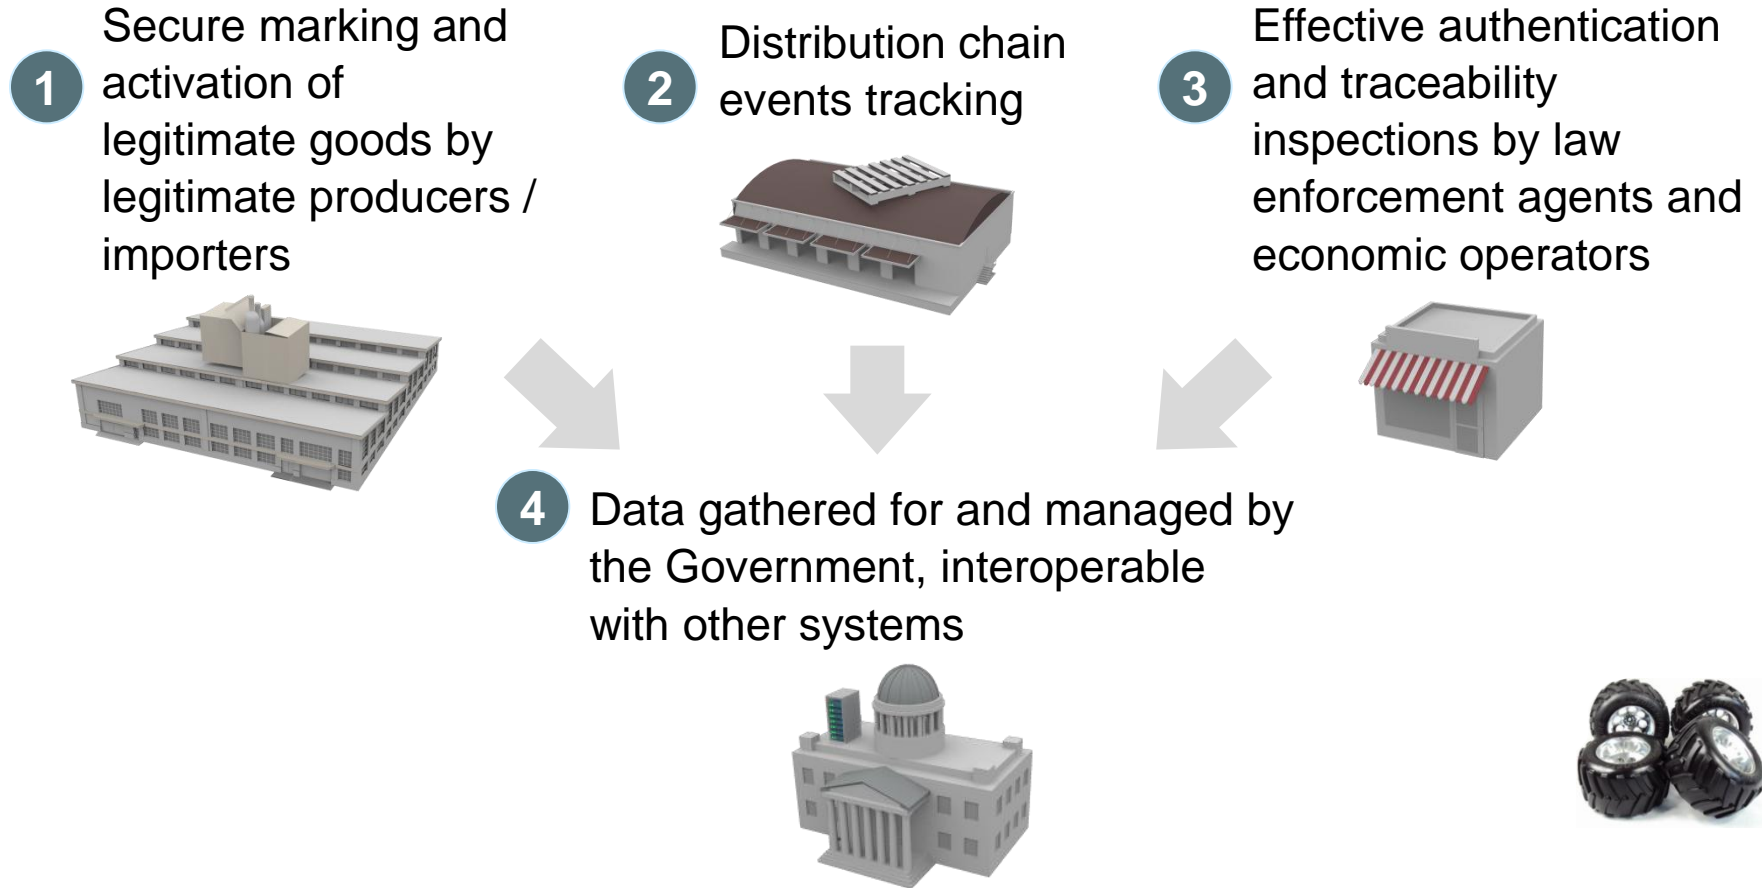 1
Secure marking and
activation of
legitimate goods by
legitimate producers /
importers
2
Distribution chain
events tracking
3
Effective authentication
and traceability
inspections by law
enforcement agents and
economic operators
4
Data gathered for and managed by
the Government, interoperable
with other systems